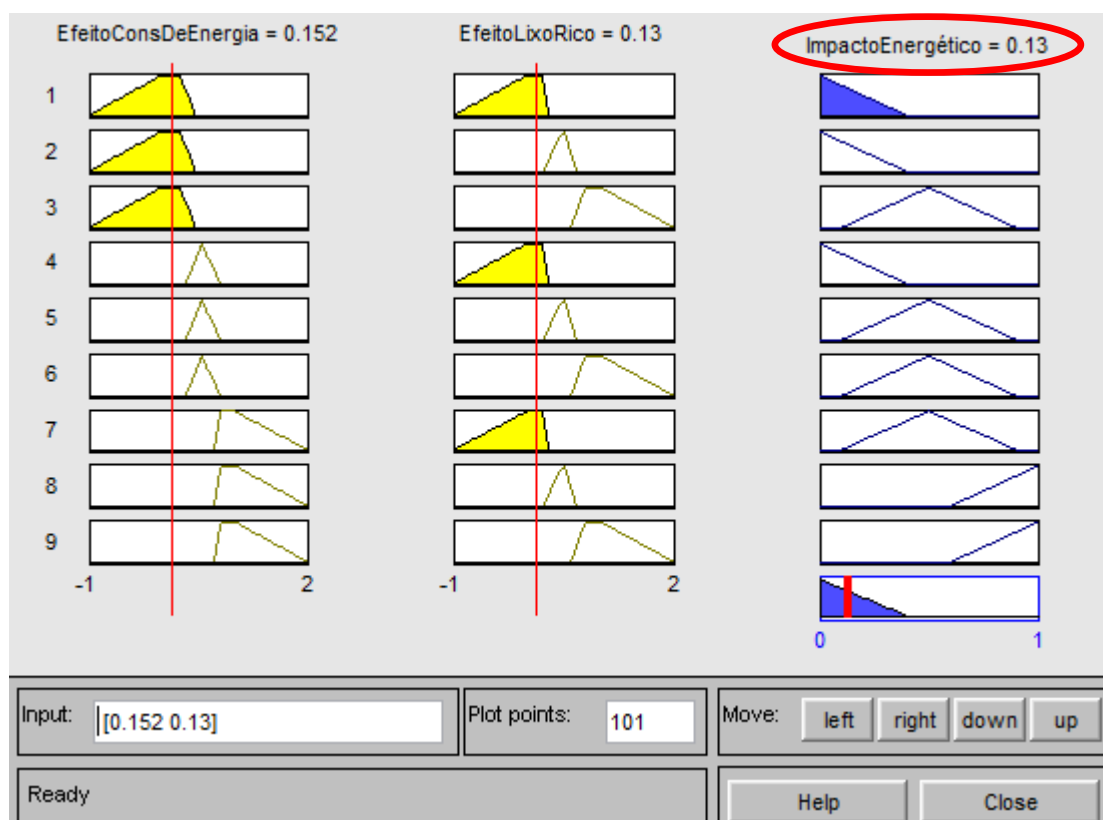 EfeitoConsDeEnergia = 0.152
EfeitoLixoRico = 0.13
ImpactoEnergético = 0.13
1
2
3
4
5
6
7
8
9
-1 2
-1 2
0 1
Input: [0.152 0.13] Plot points: 101 Move: left right down up
Ready Help Close